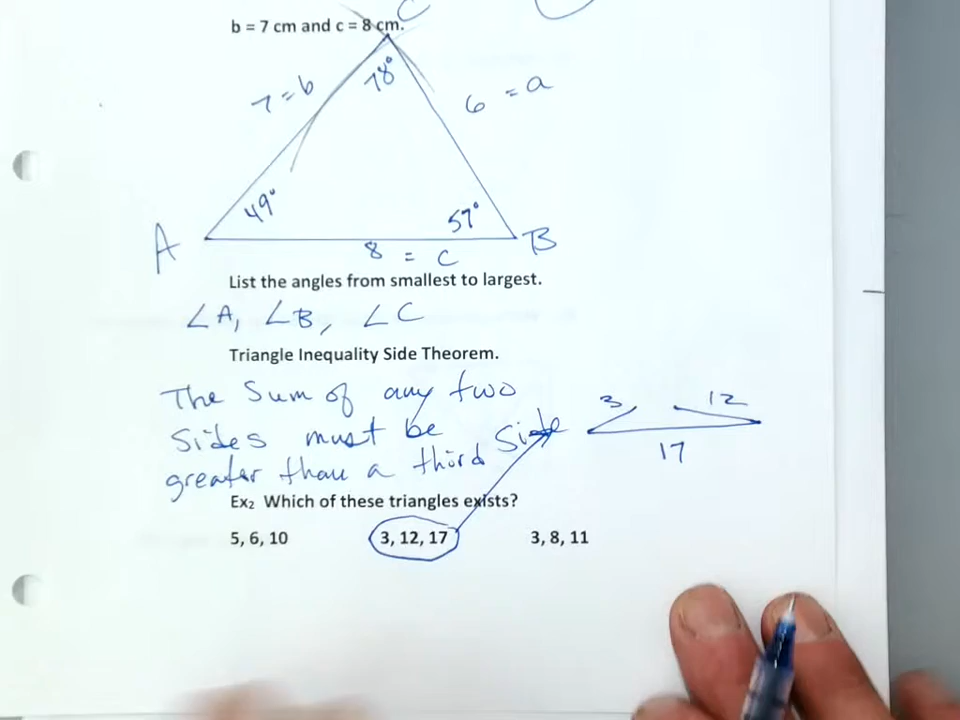 C
b = 7 cm and c = 8 cm.
78°
7 = b
6 = a
49°
57°
A
B
8 = c
List the angles from smallest to largest.
∠A, ∠B, ∠C
Triangle Inequality Side Theorem.
The Sum of any two
Sides must be
greater than a third Side
3 12
17
Ex₂ Which of these triangles exists?
5, 6, 10 3, 12, 17 3, 8, 11